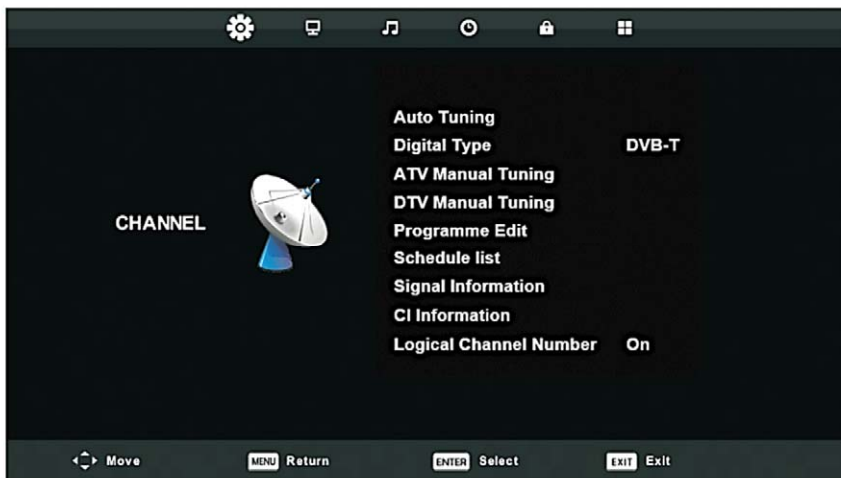 Auto Tuning
Digital Type DVB-T
ATV Manual Tuning
DTV Manual Tuning
CHANNEL
Programme Edit
Schedule list
Signal Information
CI Information
Logical Channel Number On
Move MENU Return ENTER Select EXIT Exit